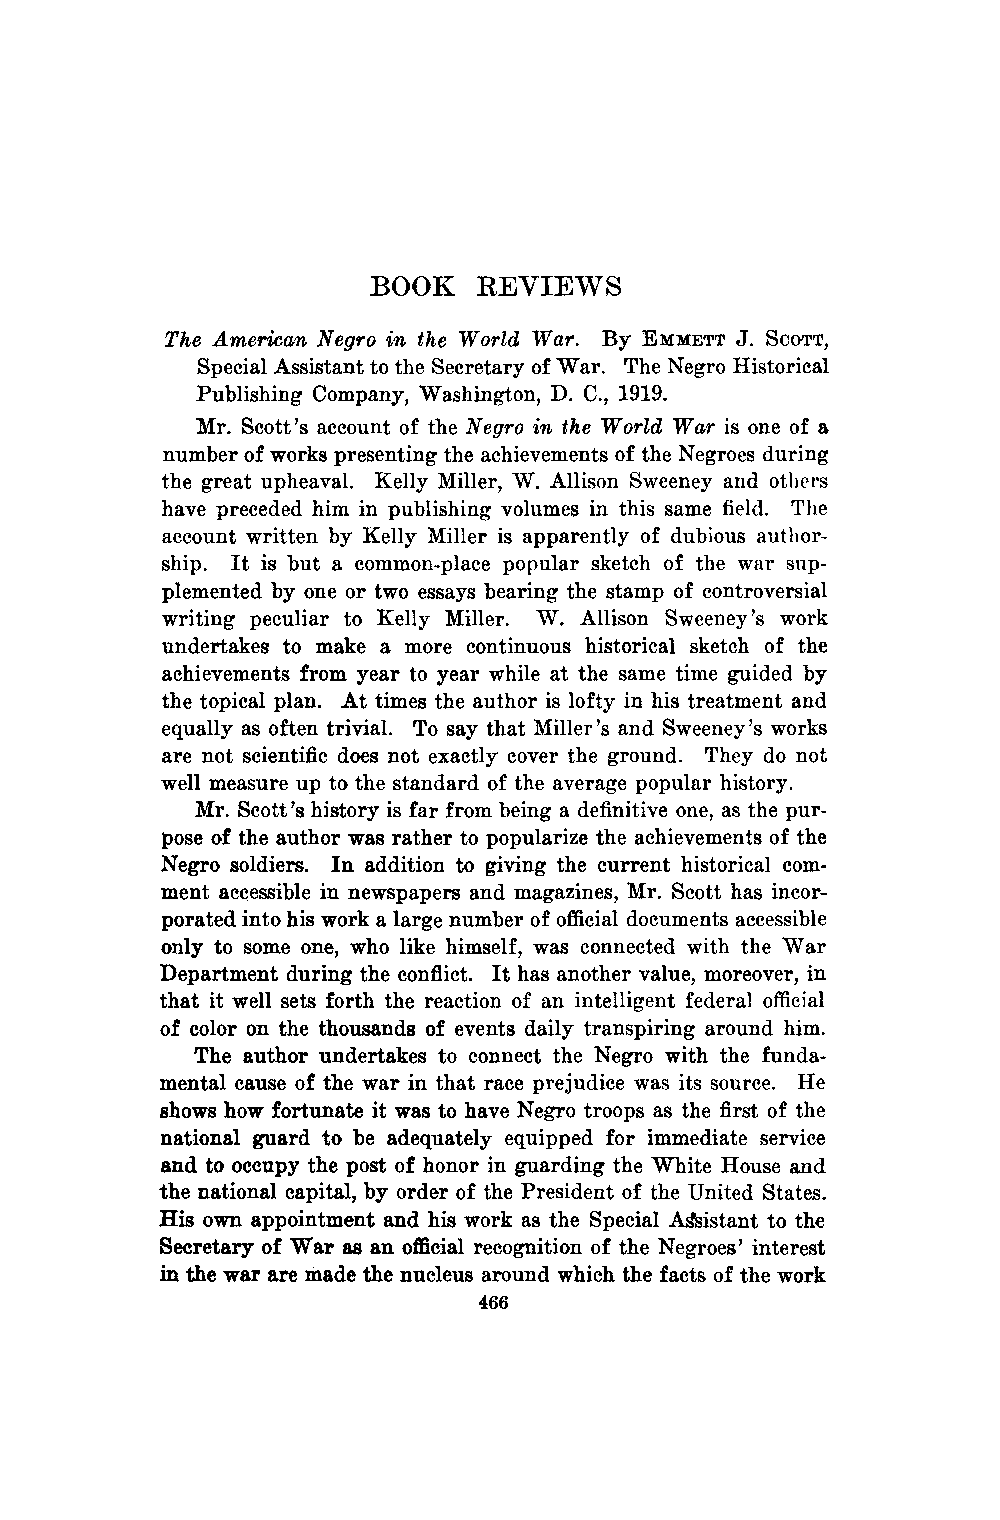 BOOK REVIEWS
The American Negro in the World War. By EMMETT J. SCOTT,
Special Assistant to the Secretary of War. The Negro Historical
Publishing Company, Washington, D. C., 1919.
Mr. Scott's account of the Negro in the World War is one of a
number of works presenting the achievements of the Negroes during
the great upheaval. Kelly Miller, W. Allison Sweeney and others
have preceded him in publishing volumes in this same field. The
account written by Kelly Miller is apparently of dubious author-
ship. It is but a common-place popular sketch of the war sup-
plemented by one or two essays bearing the stamp of controversial
writing peculiar to Kelly Miller. W. Allison Sweeney's work
undertakes to make a more continuous historical sketch of the
achievements from year to year while at the same time guided by
the topical plan. At times the author is lofty in his treatment and
equally as often trivial. To say that Miller's and Sweeney's works
are not scientific does not exactly cover the ground. They do not
well measure up to the standard of the average popular history.
Mr. Scott's history is far from being a definitive one, as the pur-
pose of the author was rather to popularize the achievements of the
Negro soldiers. In addition to giving the current historical com-
ment accessible in newspapers and magazines, Mr. Scott has incor-
porated into his work a large number of official documents accessible
only to some one, who like himself, was connected with the War
Department during the conflict. It has another value, moreover, in
that it well sets forth the reaction of an intelligent federal official
of color on the thousands of events daily transpiring around him.
The author undertakes to connect the Negro with the funda-
mental cause of the war in that race prejudice was its source. He
shows how fortunate it was to have Negro troops as the first of the
national guard to be adequately equipped for immediate service
and to occupy the post of honor in guarding the White House and
the national capital, by order of the President of the United States.
His own appointment and his work as the Special Assistant to the
Secretary of War as an official recognition of the Negroes' interest
in the war are made the nucleus around which the facts of the work
466